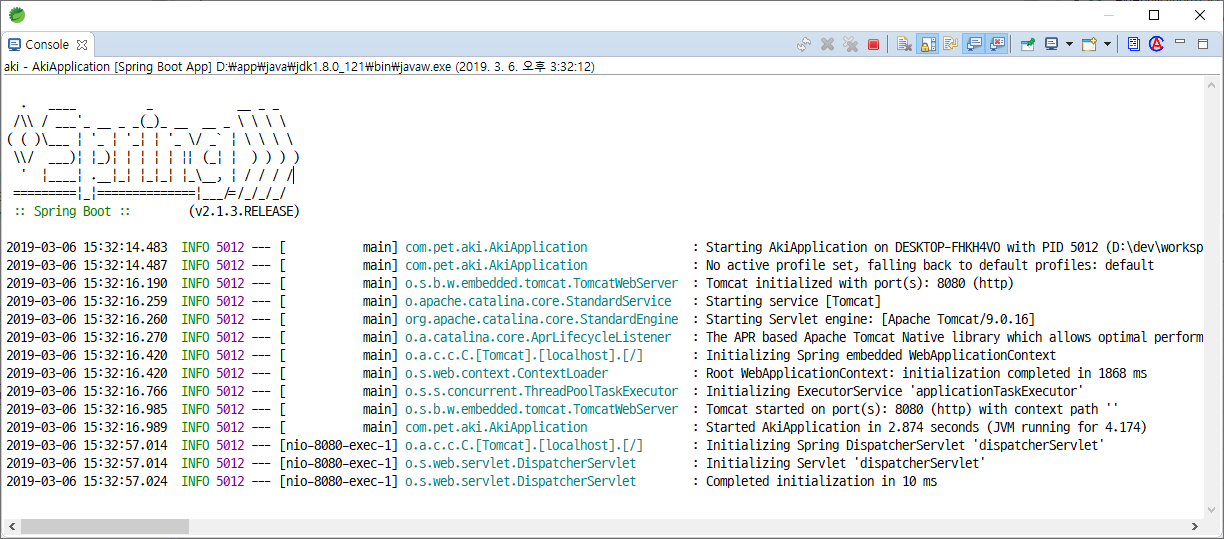 Console
aki - AkiApplication [Spring Boot App] D:₩app₩java₩jdk1.8.0_121₩bin₩javaw.exe (2019. 3. 6. 오후 3:32:12)
  .   ____          _            __ _ _
 /\\ / ___'_ __ _ _(_)_ __  __ _ \ \ \ \
( ( )\___ | '_ | '_| | '_ \/ _` | \ \ \ \
 \\/  ___)| |_)| | | | | || (_| |  ) ) ) )
  '  |____| .__|_| |_|_| |_\__, | / / / /
 =========|_|==============|___/=/_/_/_/
 :: Spring Boot ::        (v2.1.3.RELEASE)
2019-03-06 15:32:14.483  INFO 5012 --- [           main] com.pet.aki.AkiApplication               : Starting AkiApplication on DESKTOP-FHKH4VO with PID 5012 (D:\dev\worksp
2019-03-06 15:32:14.487  INFO 5012 --- [           main] com.pet.aki.AkiApplication               : No active profile set, falling back to default profiles: default
2019-03-06 15:32:16.190  INFO 5012 --- [           main] o.s.b.w.embedded.tomcat.TomcatWebServer  : Tomcat initialized with port(s): 8080 (http)
2019-03-06 15:32:16.259  INFO 5012 --- [           main] o.apache.catalina.core.StandardService   : Starting service [Tomcat]
2019-03-06 15:32:16.260  INFO 5012 --- [           main] org.apache.catalina.core.StandardEngine  : Starting Servlet engine: [Apache Tomcat/9.0.16]
2019-03-06 15:32:16.270  INFO 5012 --- [           main] o.a.catalina.core.AprLifecycleListener   : The APR based Apache Tomcat Native library which allows optimal perform
2019-03-06 15:32:16.420  INFO 5012 --- [           main] o.a.c.c.C.[Tomcat].[localhost].[/]       : Initializing Spring embedded WebApplicationContext
2019-03-06 15:32:16.420  INFO 5012 --- [           main] o.s.web.context.ContextLoader            : Root WebApplicationContext: initialization completed in 1868 ms
2019-03-06 15:32:16.766  INFO 5012 --- [           main] o.s.s.concurrent.ThreadPoolTaskExecutor  : Initializing ExecutorService 'applicationTaskExecutor'
2019-03-06 15:32:16.985  INFO 5012 --- [           main] o.s.b.w.embedded.tomcat.TomcatWebServer  : Tomcat started on port(s): 8080 (http) with context path ''
2019-03-06 15:32:16.989  INFO 5012 --- [           main] com.pet.aki.AkiApplication               : Started AkiApplication in 2.874 seconds (JVM running for 4.174)
2019-03-06 15:32:57.014  INFO 5012 --- [nio-8080-exec-1] o.a.c.c.C.[Tomcat].[localhost].[/]       : Initializing Spring DispatcherServlet 'dispatcherServlet'
2019-03-06 15:32:57.014  INFO 5012 --- [nio-8080-exec-1] o.s.web.servlet.DispatcherServlet        : Initializing Servlet 'dispatcherServlet'
2019-03-06 15:32:57.024  INFO 5012 --- [nio-8080-exec-1] o.s.web.servlet.DispatcherServlet        : Completed initialization in 10 ms